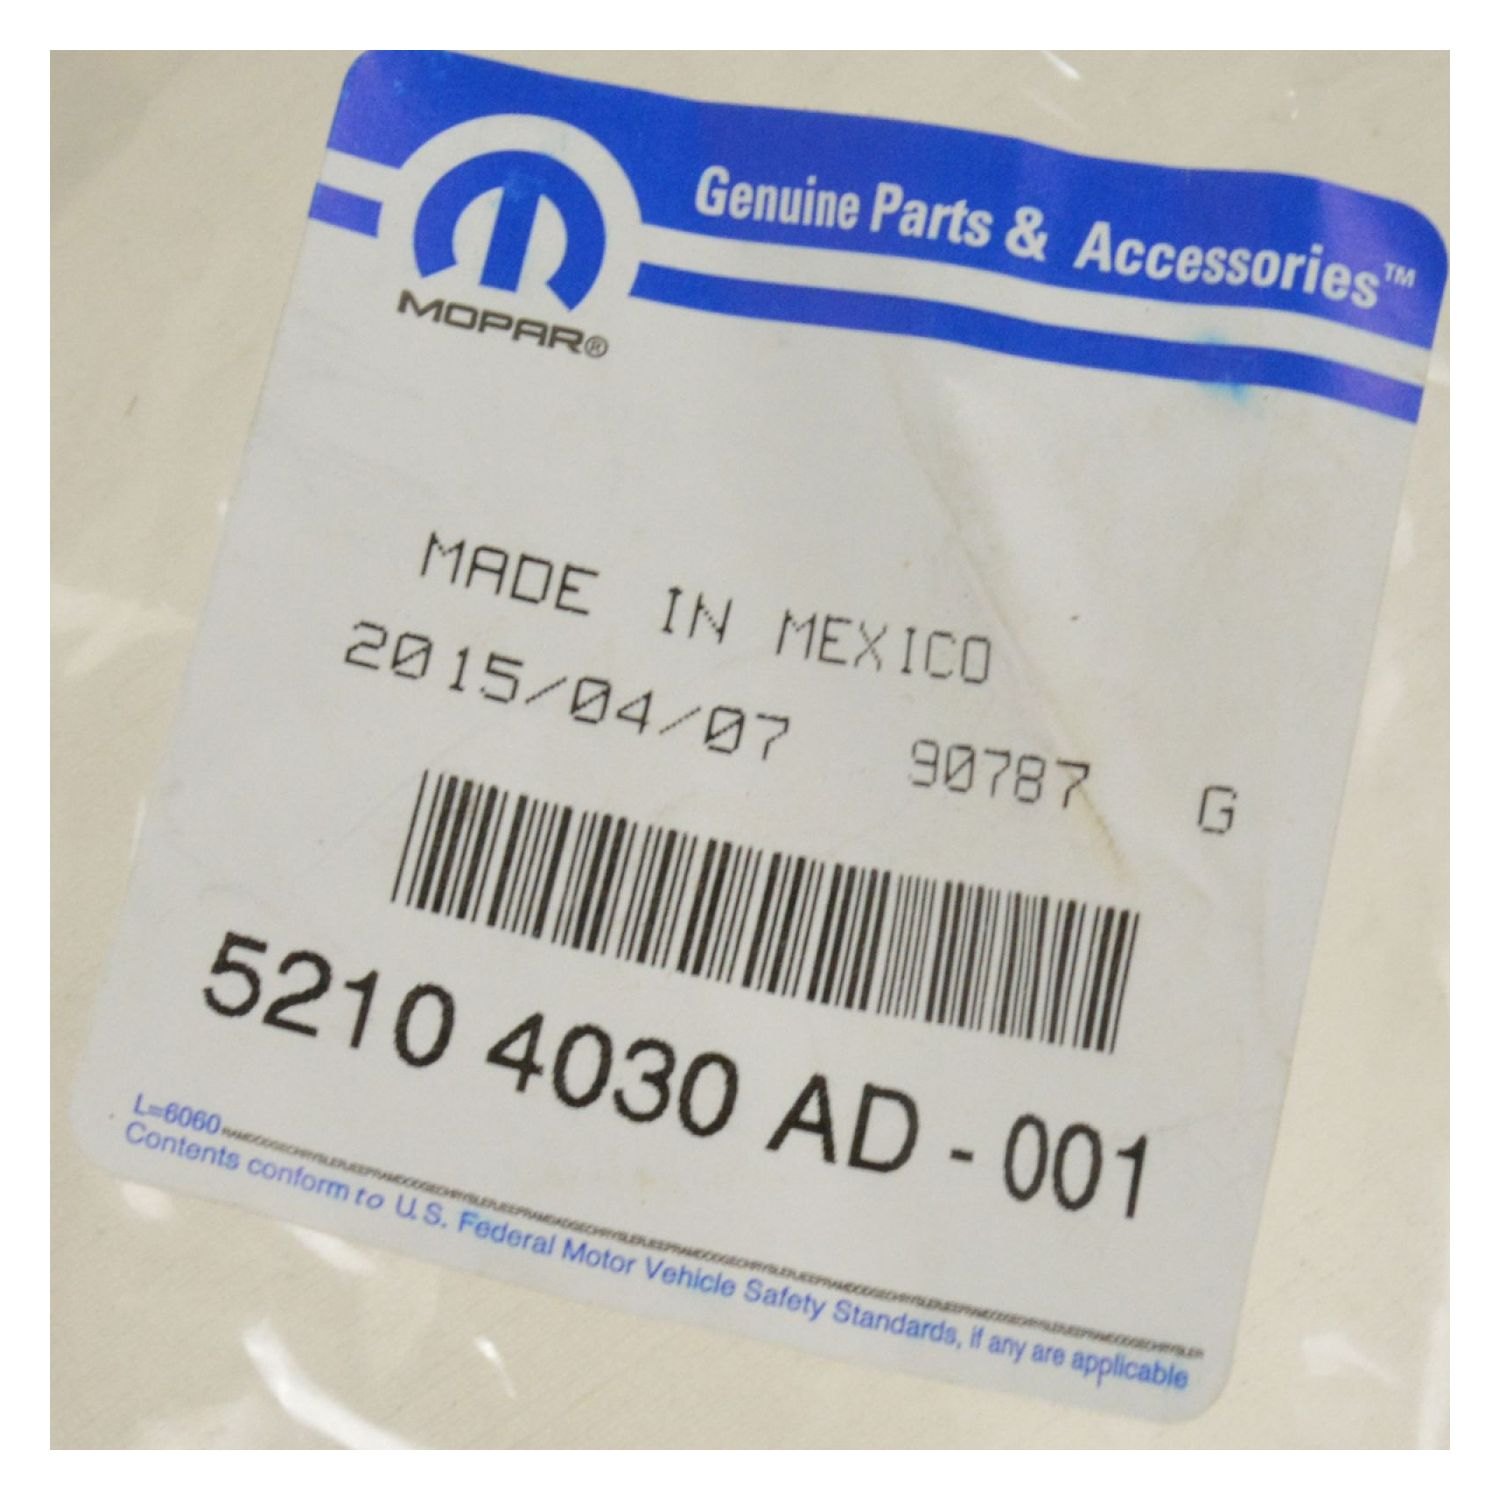 Genuine Parts & Accessories™
MOPAR®
MADE IN MEXICO
2015/04/07 90787 G
5210 4030 AD - 001
L=6060
Contents conform to U.S. Federal Motor Vehicle Safety Standards, if any are applicable